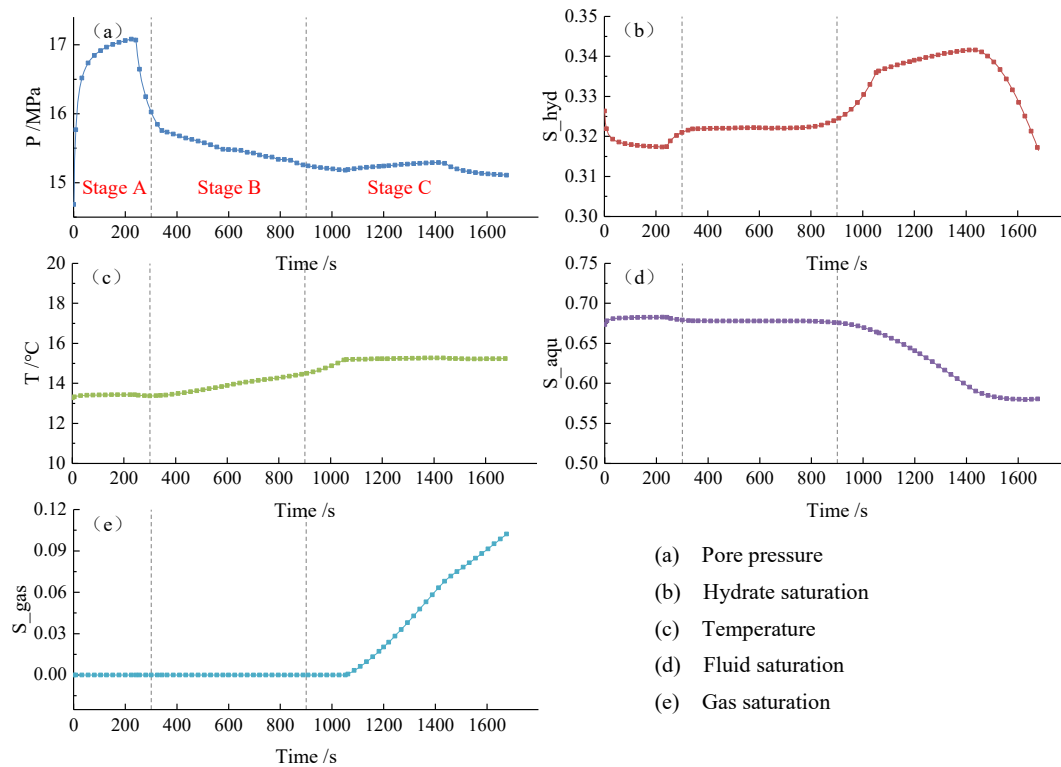 (a)
P /MPa
17
16
15
Stage A
Stage B
Stage C
0 200 400 600 800 1000 1200 1400 1600
Time /s
(b)
S_hyd
0.35
0.34
0.33
0.32
0.31
0.30
0 200 400 600 800 1000 1200 1400 1600
Time /s
(c)
T /°C
20
18
16
14
12
10
0 200 400 600 800 1000 1200 1400 1600
Time /s
(d)
S_aqu
0.75
0.70
0.65
0.60
0.55
0.50
0 200 400 600 800 1000 1200 1400 1600
Time /s
(e)
S_gas
0.12
0.09
0.06
0.03
0.00
0 200 400 600 800 1000 1200 1400 1600
Time /s
(a) Pore pressure
(b) Hydrate saturation
(c) Temperature
(d) Fluid saturation
(e) Gas saturation